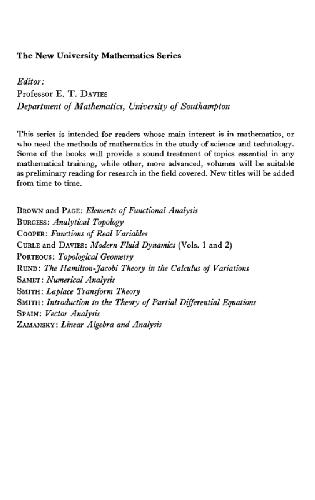 The New University Mathematics Series
Editor:
Professor E. T. DAVIES
Department of Mathematics, University of Southampton
This series is intended for readers whose main interest is in mathematics, or
who need the methods of mathematics in the study of science and technology.
Some of the books will provide a sound treatment of topics essential in any
mathematical training, while other, more advanced, volumes will be suitable
as preliminary reading for research in the field covered. New titles will be added
from time to time.
BROWN and PAGE: Elements of Functional Analysis
BURGESS: Analytical Topology
COOPER: Functions of Real Variables
CURLE and DAVIES: Modern Fluid Dynamics (Vols. 1 and 2)
PORTEOUS: Topological Geometry
RUND: The Hamilton-Jacobi Theory in the Calculus of Variations
SAMET: Numerical Analysis
SMITH: Laplace Transform Theory
SMITH: Introduction to the Theory of Partial Differential Equations
SPAIN: Vector Analysis
ZAMANSKY: Linear Algebra and Analysis